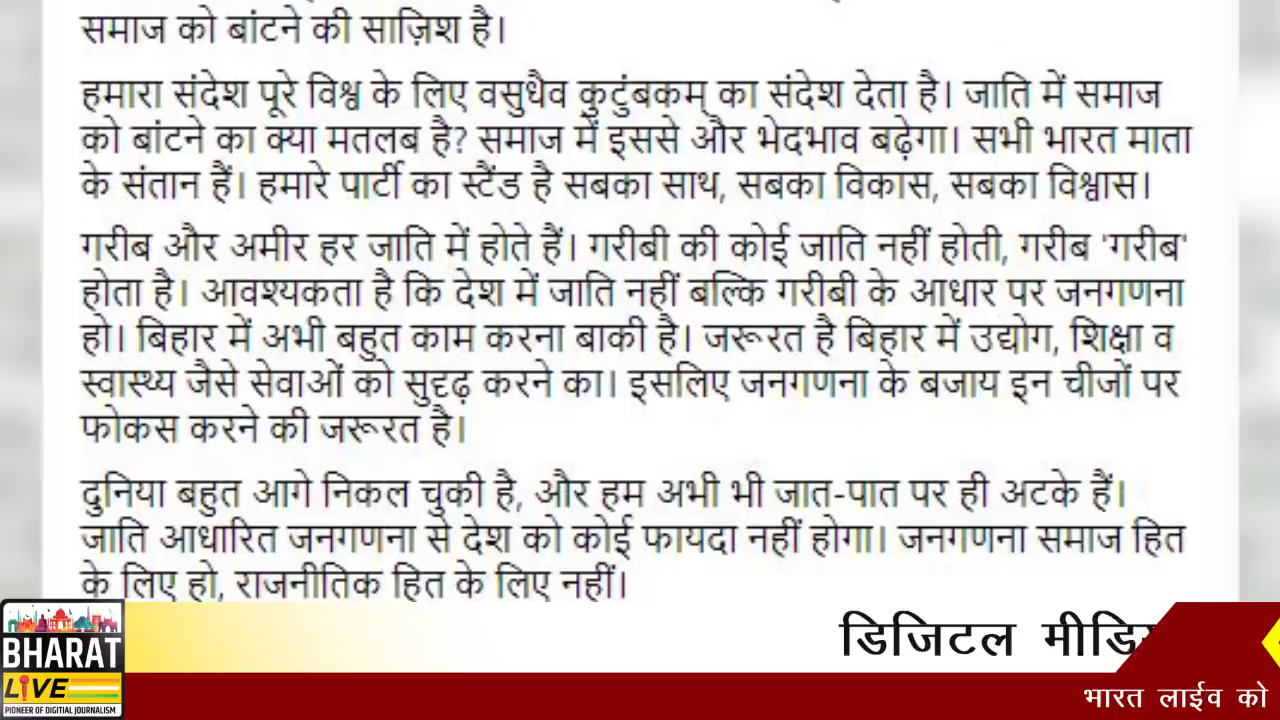 समाज को बांटने की साज़िश है।
हमारा संदेश पूरे विश्व के लिए वसुधैव कुटुंबकम् का संदेश देता है। जाति में समाज
को बांटने का क्या मतलब है? समाज में इससे और भेदभाव बढ़ेगा। सभी भारत माता
के संतान हैं। हमारे पार्टी का स्टैंड है सबका साथ, सबका विकास, सबका विश्वास।
गरीब और अमीर हर जाति में होते हैं। गरीबी की कोई जाति नहीं होती, गरीब 'गरीब'
होता है। आवश्यकता है कि देश में जाति नहीं बल्कि गरीबी के आधार पर जनगणना
हो। बिहार में अभी बहुत काम करना बाकी है। जरूरत है बिहार में उद्योग, शिक्षा व
स्वास्थ्य जैसे सेवाओं को सुदृढ़ करने का। इसलिए जनगणना के बजाय इन चीजों पर
फोकस करने की जरूरत है।
दुनिया बहुत आगे निकल चुकी है, और हम अभी भी जात-पात पर ही अटके हैं।
जाति आधारित जनगणना से देश को कोई फायदा नहीं होगा। जनगणना समाज हित
के लिए हो, राजनीतिक हित के लिए नहीं।
डिजिटल
BHARAT
LIVE
PIONEER OF DIGITIAL JOURNALISM
भारत लाईव को